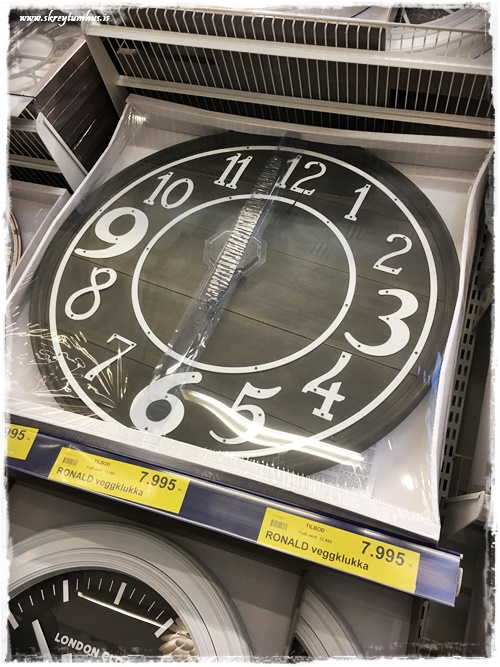 www.skreytumhus.is
11 12 1
10 2
9 3
8 4
7 6 5
995
TILBOÐ
RONALD veggklukka 7.995
TILBOÐ
RONALD veggklukka 7.995
LONDON